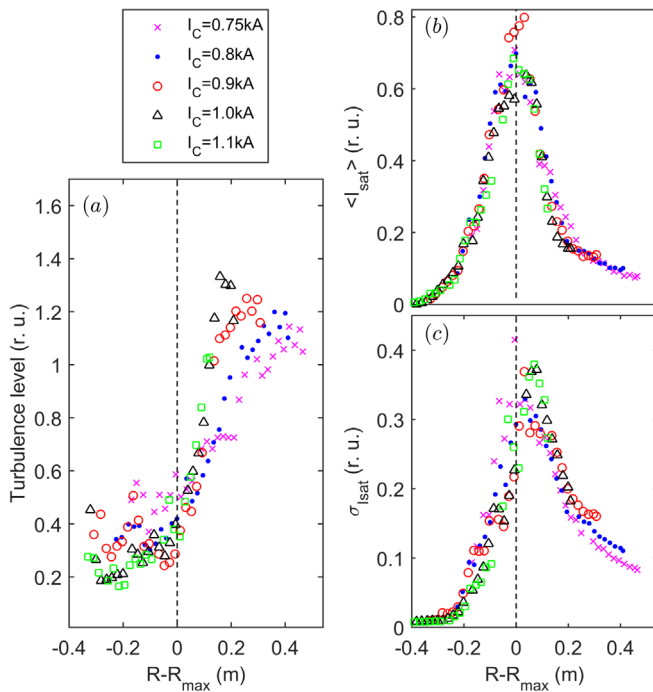 I_C=0.75kA
I_C=0.8kA
I_C=0.9kA
I_C=1.0kA
I_C=1.1kA
(a)
1.6
1.4
1.2
1
0.8
0.6
0.4
0.2
Turbulence level (r. u.)
-0.4 -0.2 0 0.2 0.4
R-R_max (m)
(b)
0.8
0.6
0.4
0.2
0
<I_sat> (r. u.)
(c)
0.4
0.3
0.2
0.1
0
σ_Isat (r. u.)
-0.4 -0.2 0 0.2 0.4
R-R_max (m)